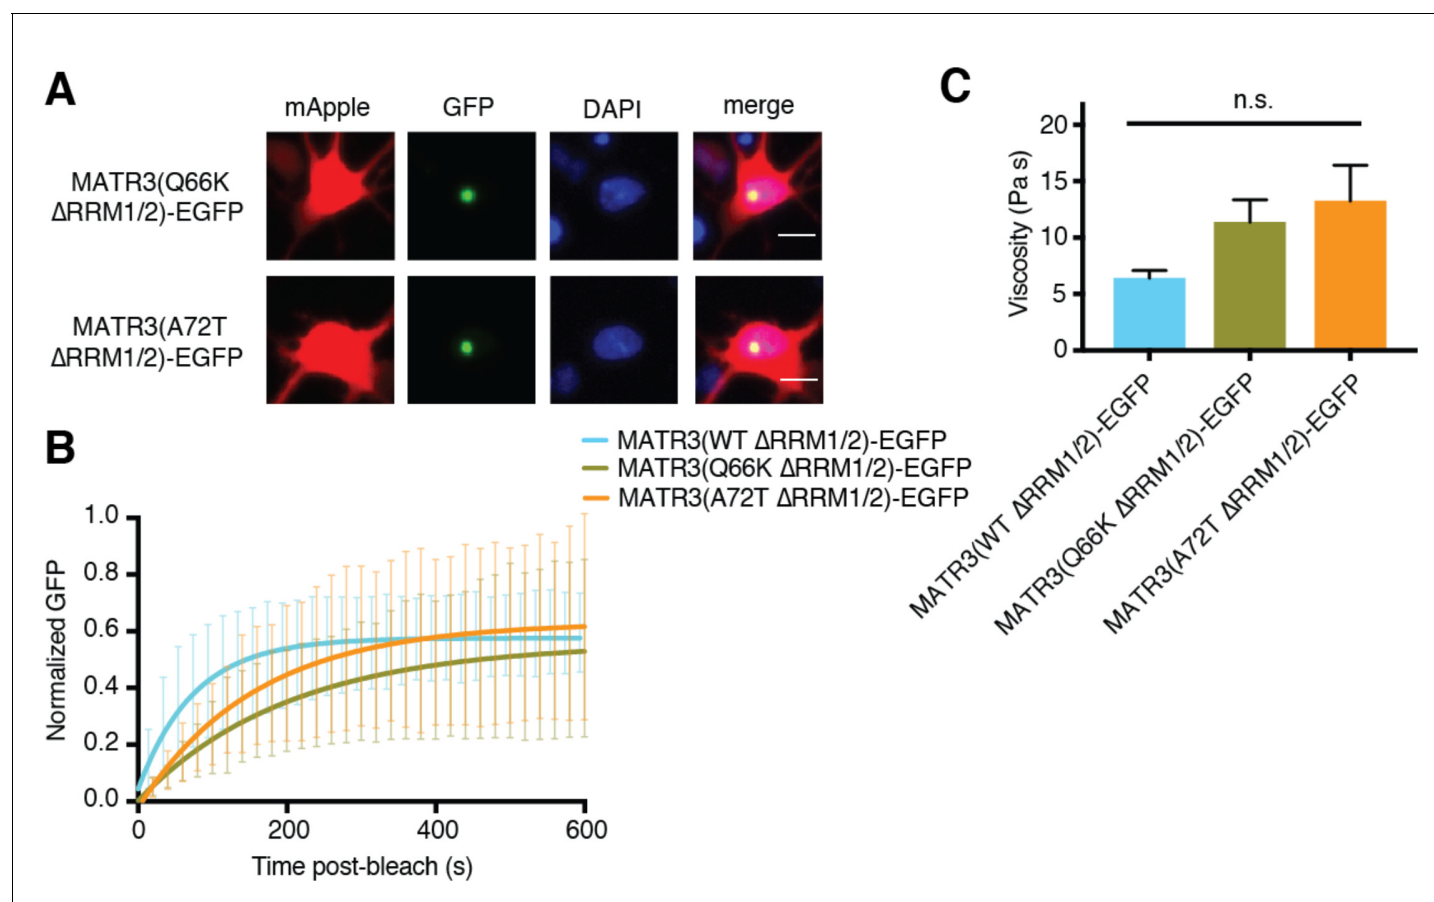 A
mApple
GFP
DAPI
merge
MATR3(Q66K
ΔRRM1/2)-EGFP
MATR3(A72T
ΔRRM1/2)-EGFP
B
MATR3(WT ΔRRM1/2)-EGFP
MATR3(Q66K ΔRRM1/2)-EGFP
MATR3(A72T ΔRRM1/2)-EGFP
Normalized GFP
1.0
0.8
0.6
0.4
0.2
0.0
0
200
400
600
Time post-bleach (s)
C
n.s.
Viscosity (Pa s)
20
15
10
5
0
MATR3(WT ΔRRM1/2)-EGFP
MATR3(Q66K ΔRRM1/2)-EGFP
MATR3(A72T ΔRRM1/2)-EGFP